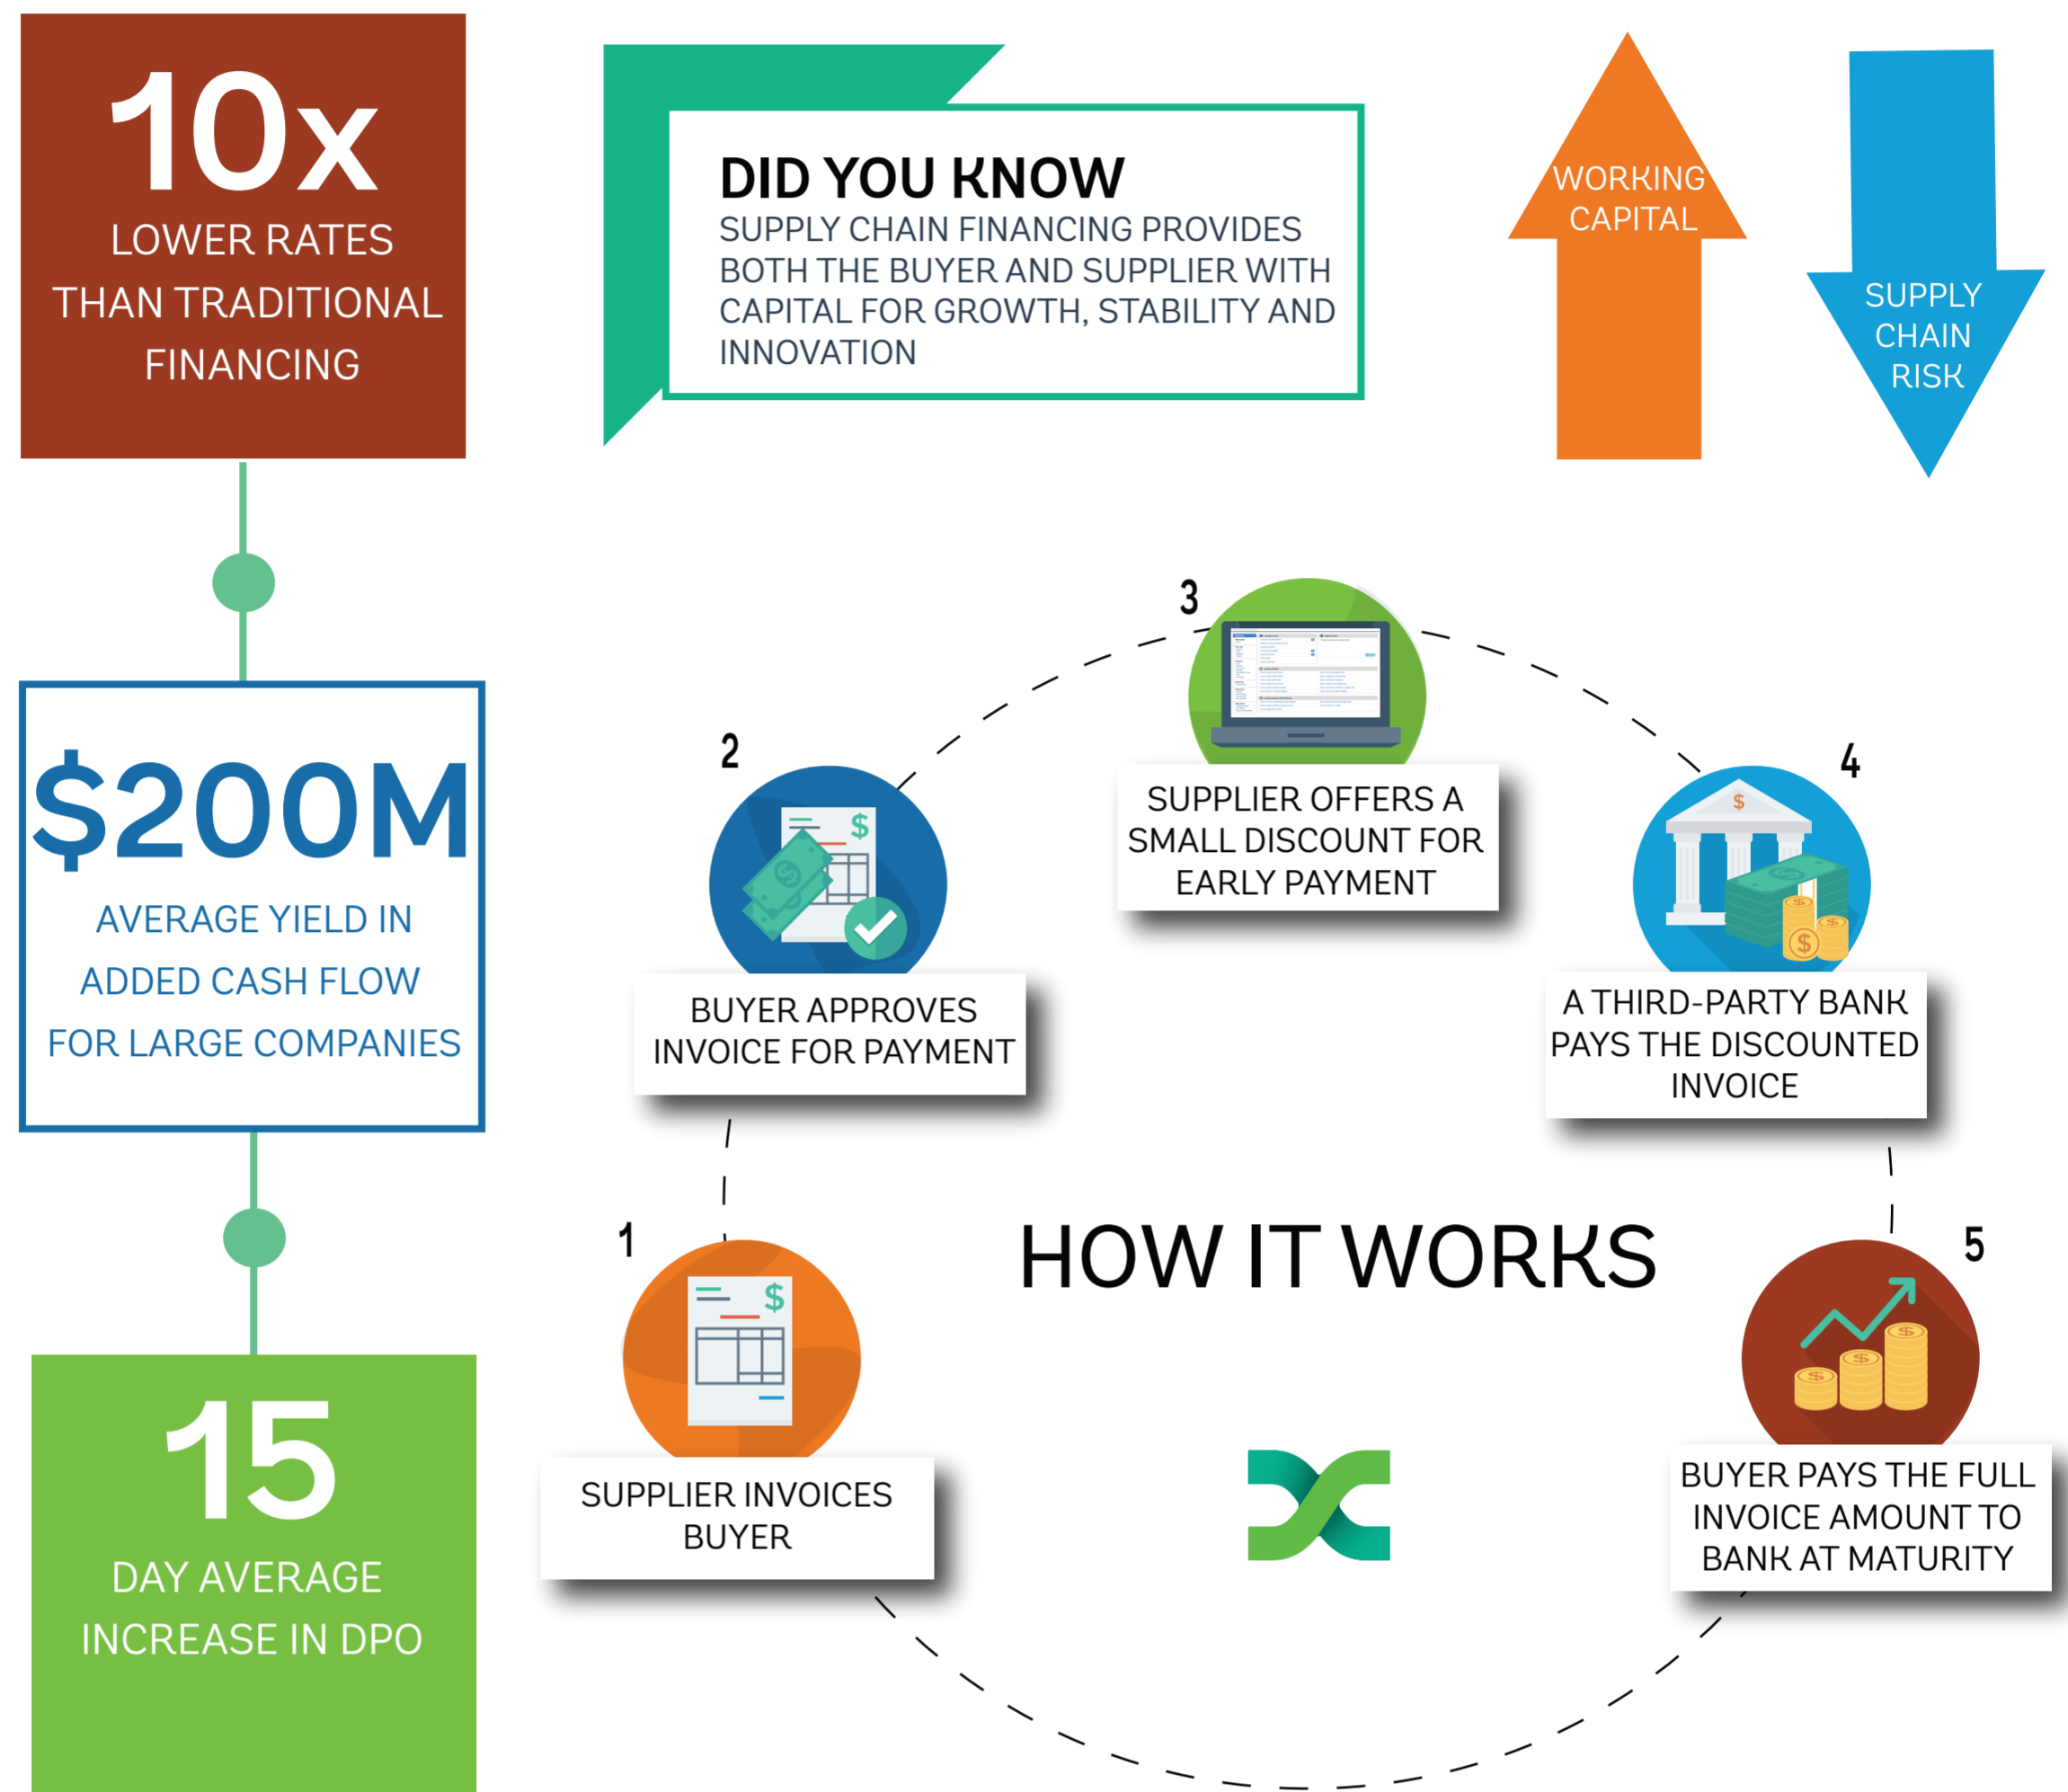 10x
LOWER RATES
THAN TRADITIONAL
FINANCING
DID YOU KNOW
SUPPLY CHAIN FINANCING PROVIDES
BOTH THE BUYER AND SUPPLIER WITH
CAPITAL FOR GROWTH, STABILITY AND
INNOVATION
WORKING
CAPITAL
SUPPLY
CHAIN
RISK
$200M
AVERAGE YIELD IN
ADDED CASH FLOW
FOR LARGE COMPANIES
15
DAY AVERAGE
INCREASE IN DPO
HOW IT WORKS
1
$
SUPPLIER INVOICES
BUYER
2
$
BUYER APPROVES
INVOICE FOR PAYMENT
3
SUPPLIER OFFERS A
SMALL DISCOUNT FOR
EARLY PAYMENT
4
$
A THIRD-PARTY BANK
PAYS THE DISCOUNTED
INVOICE
5
BUYER PAYS THE FULL
INVOICE AMOUNT TO
BANK AT MATURITY